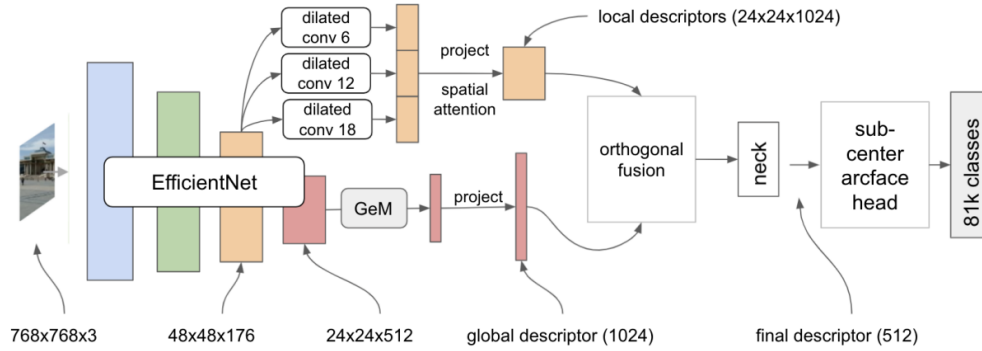 local descriptors (24x24x1024)
dilated
conv 6
dilated
conv 12
dilated
conv 18
project
spatial
attention
EfficientNet
GeM
project
orthogonal
fusion
neck
sub-
center
arcface
head
81k classes
768x768x3
48x48x176
24x24x512
global descriptor (1024)
final descriptor (512)